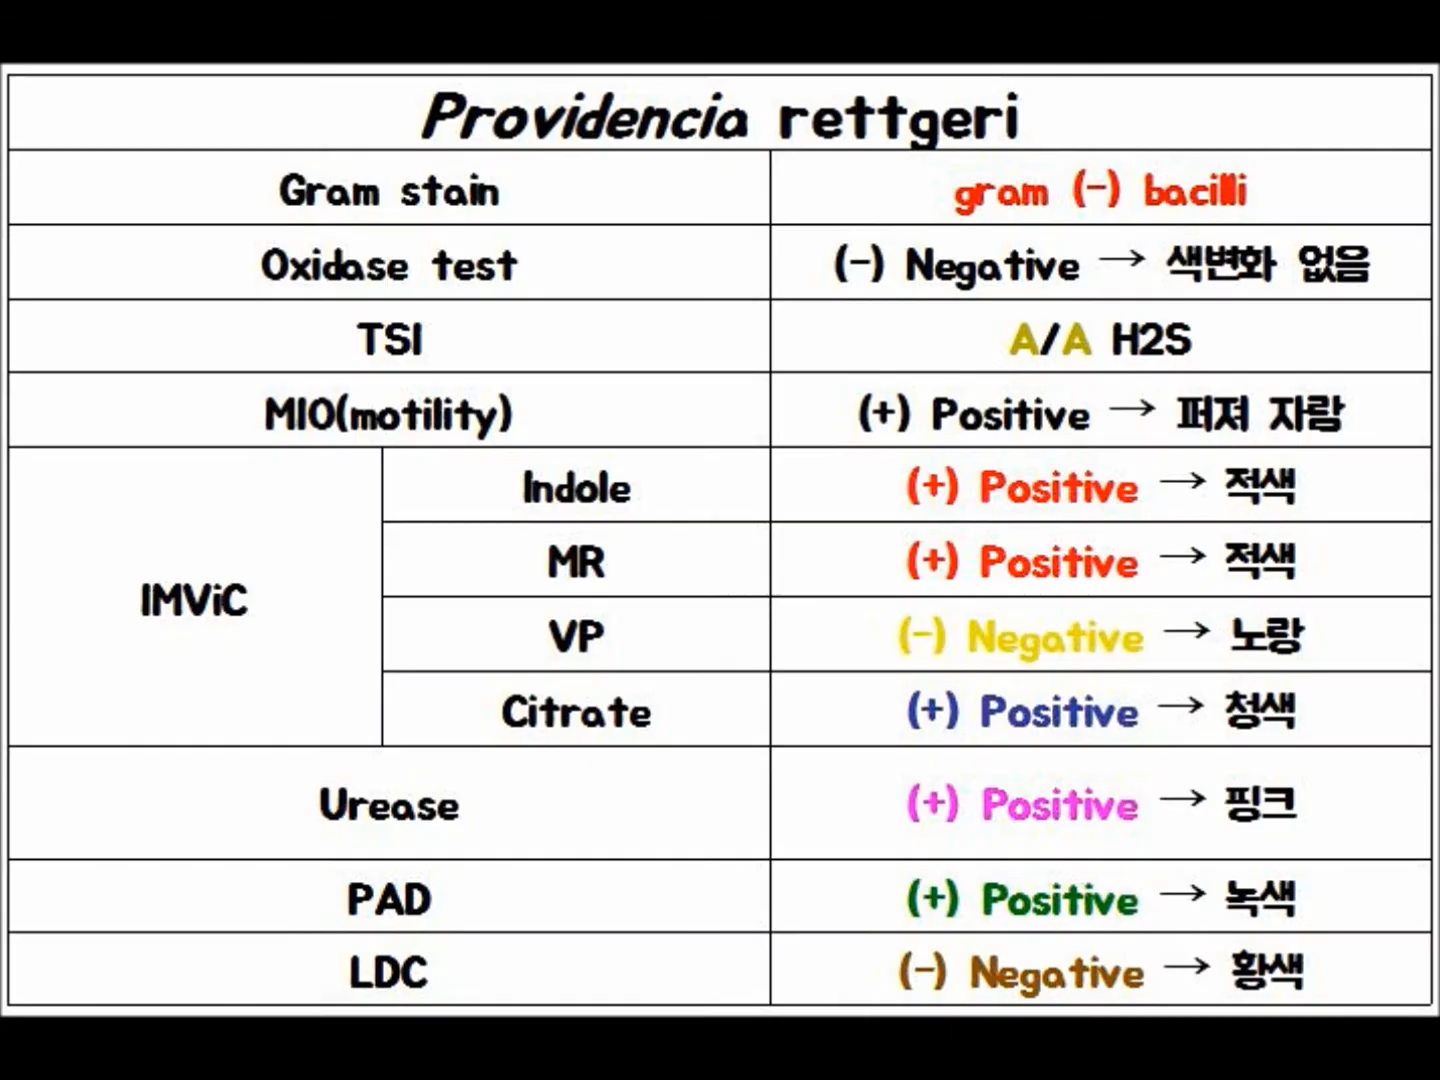 Providencia rettgeri
Gram stain gram (-) bacilli
Oxidase test (-) Negative → 색변화 없음
TSI A/A H2S
MIO(motility) (+) Positive → 퍼져 자람
IMViC
Indole (+) Positive → 적색
MR (+) Positive → 적색
VP (-) Negative → 노랑
Citrate (+) Positive → 청색
Urease (+) Positive → 핑크
PAD (+) Positive → 녹색
LDC (-) Negative → 황색